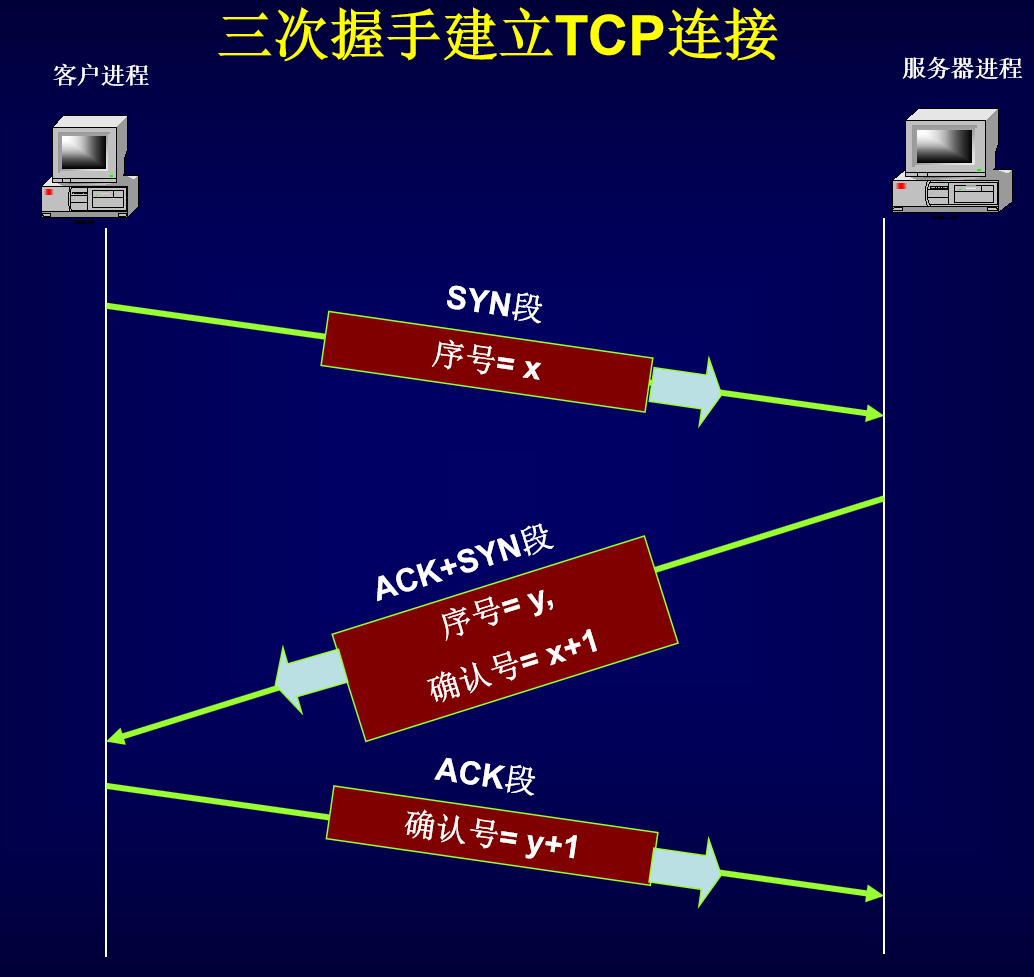 三次握手建立TCP连接
客户进程
服务器进程
SYN段
序号= x
ACK+SYN段
序号= y,
确认号= x+1
ACK段
确认号= y+1